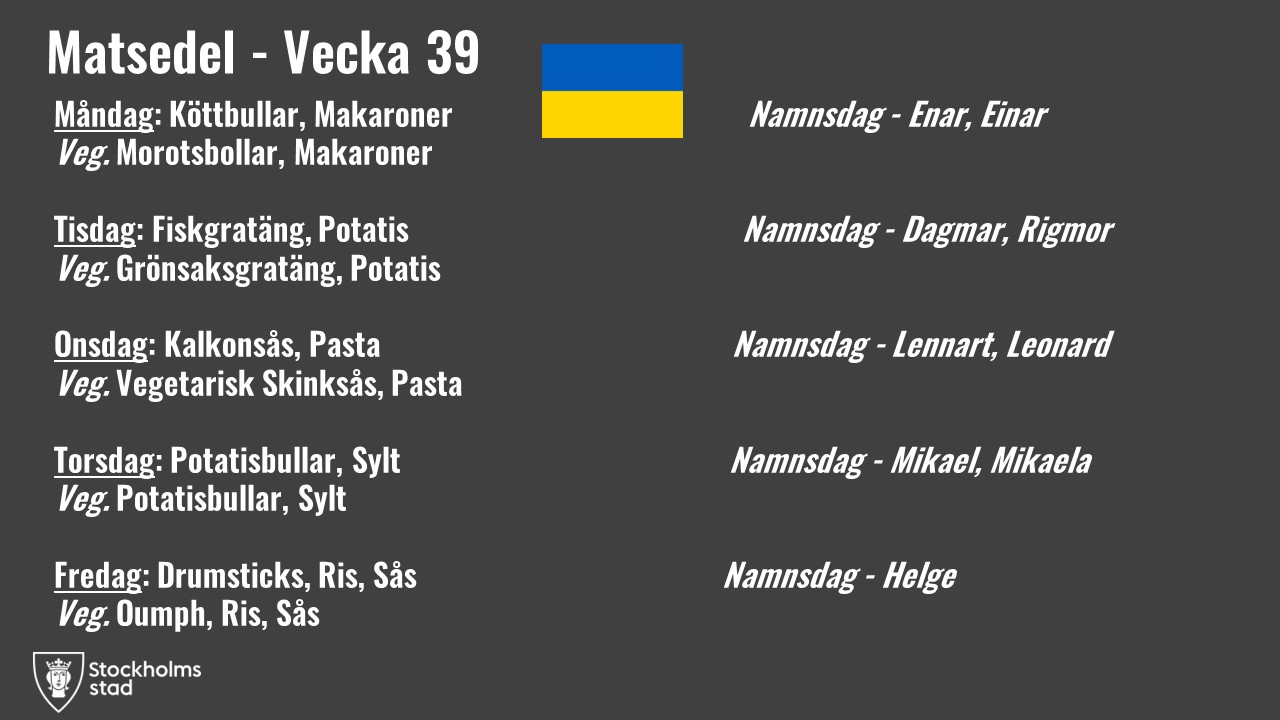 Matsedel - Vecka 39
Måndag: Köttbullar, Makaroner
Namnsdag - Enar, Einar
Veg. Morotsbollar, Makaroner
Tisdag: Fiskgratäng, Potatis
Namnsdag - Dagmar, Rigmor
Veg. Grönsaksgratäng, Potatis
Onsdag: Kalkonsås, Pasta
Namnsdag - Lennart, Leonard
Veg. Vegetarisk Skinksås, Pasta
Torsdag: Potatisbullar, Sylt
Namnsdag - Mikael, Mikaela
Veg. Potatisbullar, Sylt
Fredag: Drumsticks, Ris, Sås
Namnsdag - Helge
Veg. Oumph, Ris, Sås
Stockholms
stad